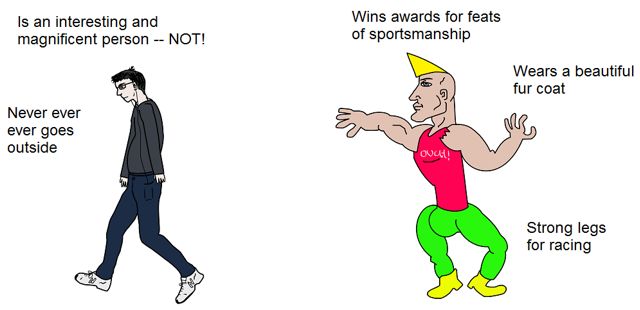 Is an interesting and
magnificent person -- NOT!
Never ever
ever goes
outside
Wins awards for feats
of sportsmanship
Wears a beautiful
fur coat
ouch!
Strong legs
for racing